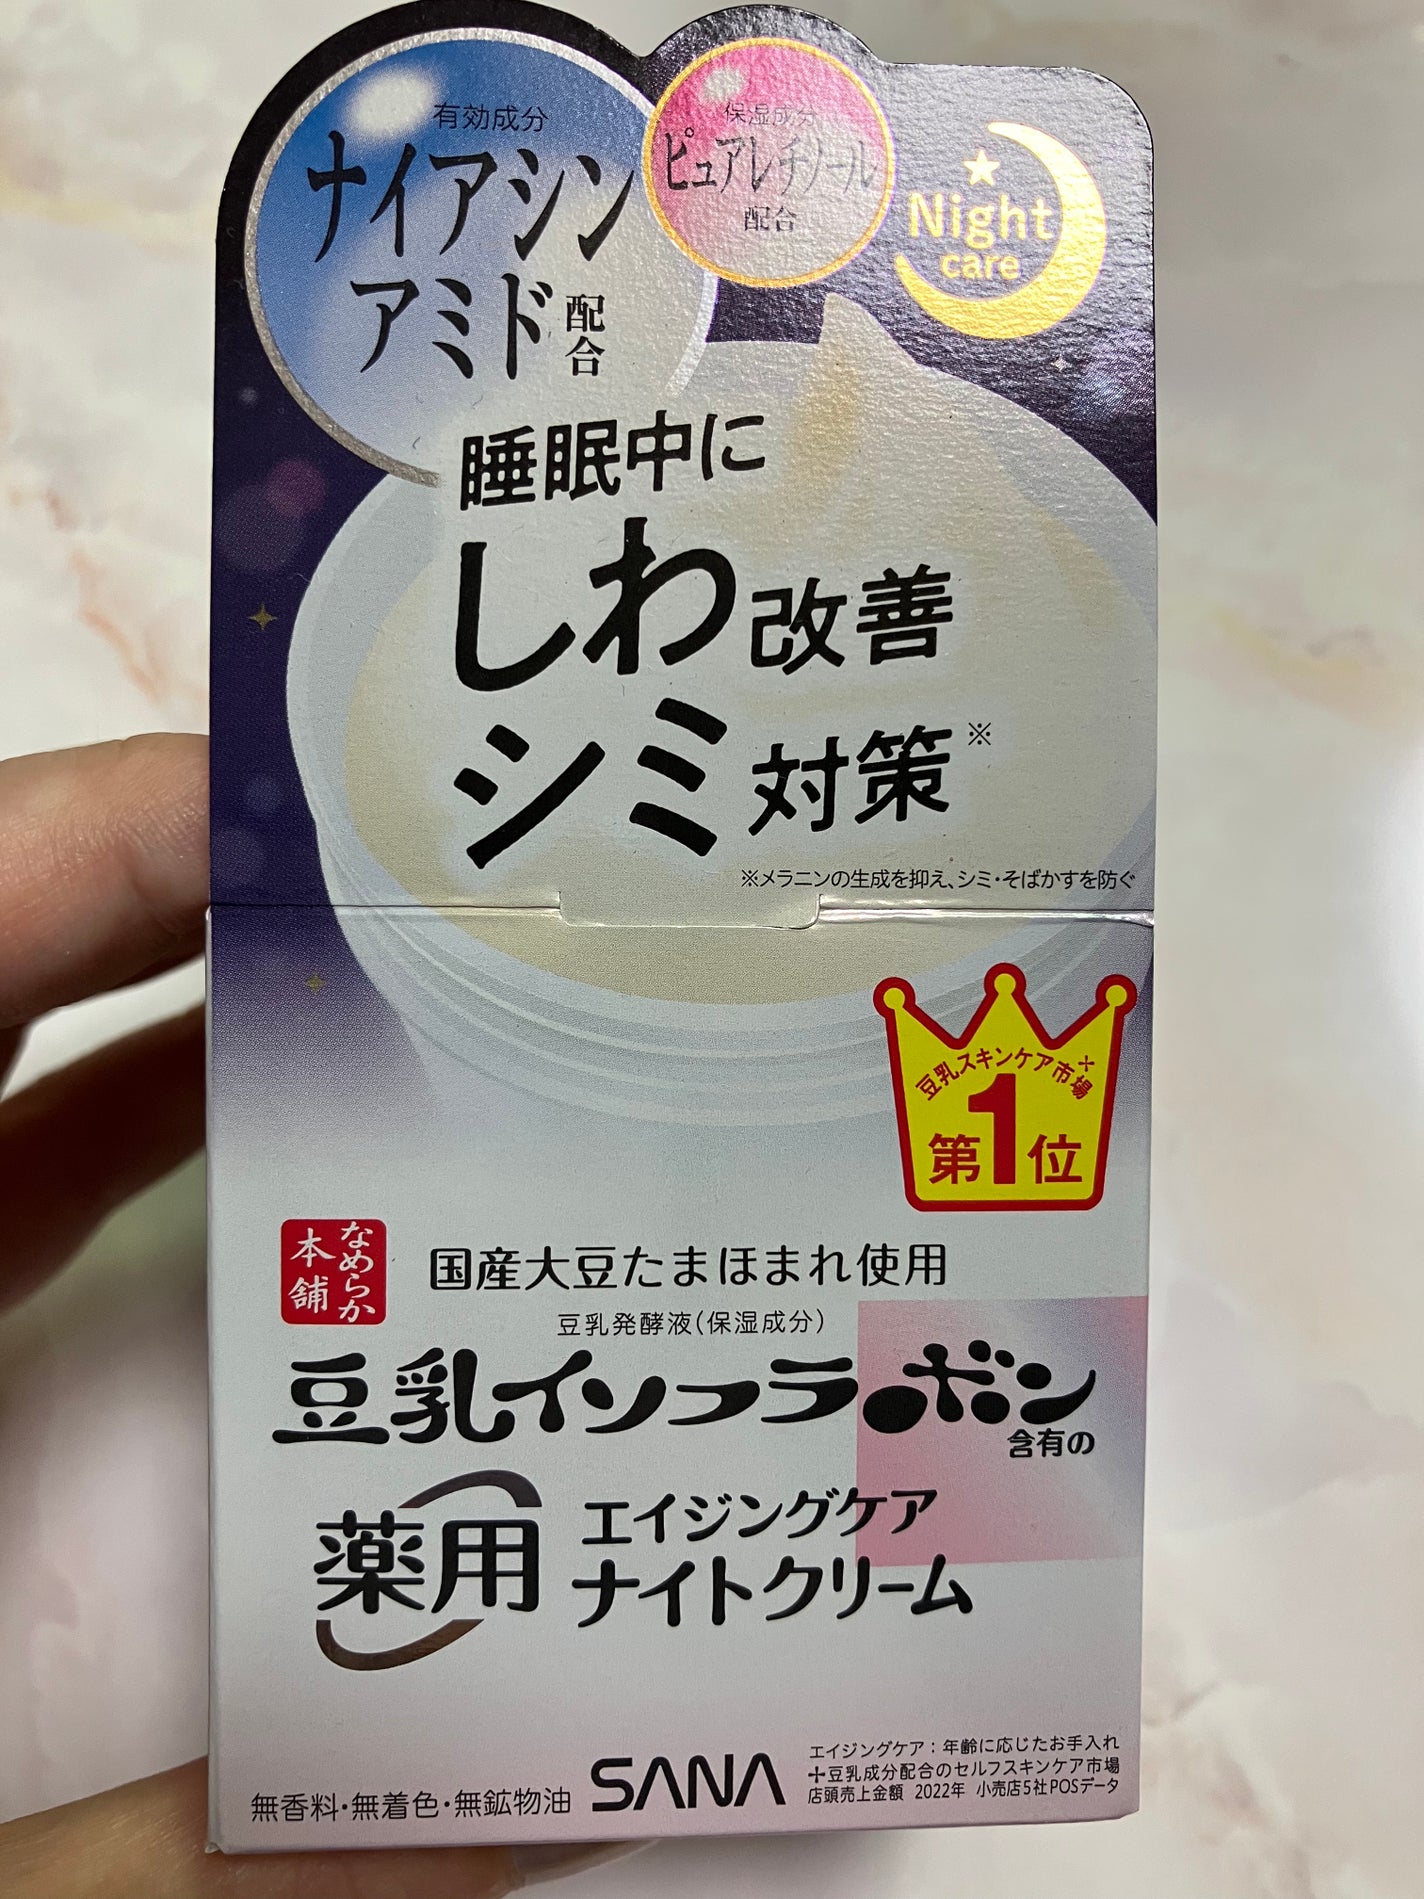 有効成分
ナイアシン
アミド配合
保湿成分
ピュアレチノール
配合
Night
care
睡眠中に
しわ改善
シミ対策※
※メラニンの生成を抑え、シミ・そばかすを防ぐ
豆乳スキンケア市場✢
第1位
なめらか
本舗
国産大豆たまほまれ使用
豆乳発酵液(保湿成分)
豆乳イソフラボン
含有の
薬用
エイジングケア
ナイトクリーム
無香料・無着色・無鉱物油
SANA
エイジングケア：年齢に応じたお手入れ
✢豆乳成分配合のセルフスキンケア市場
店頭売上金額 2022年 小売店5社POSデータ